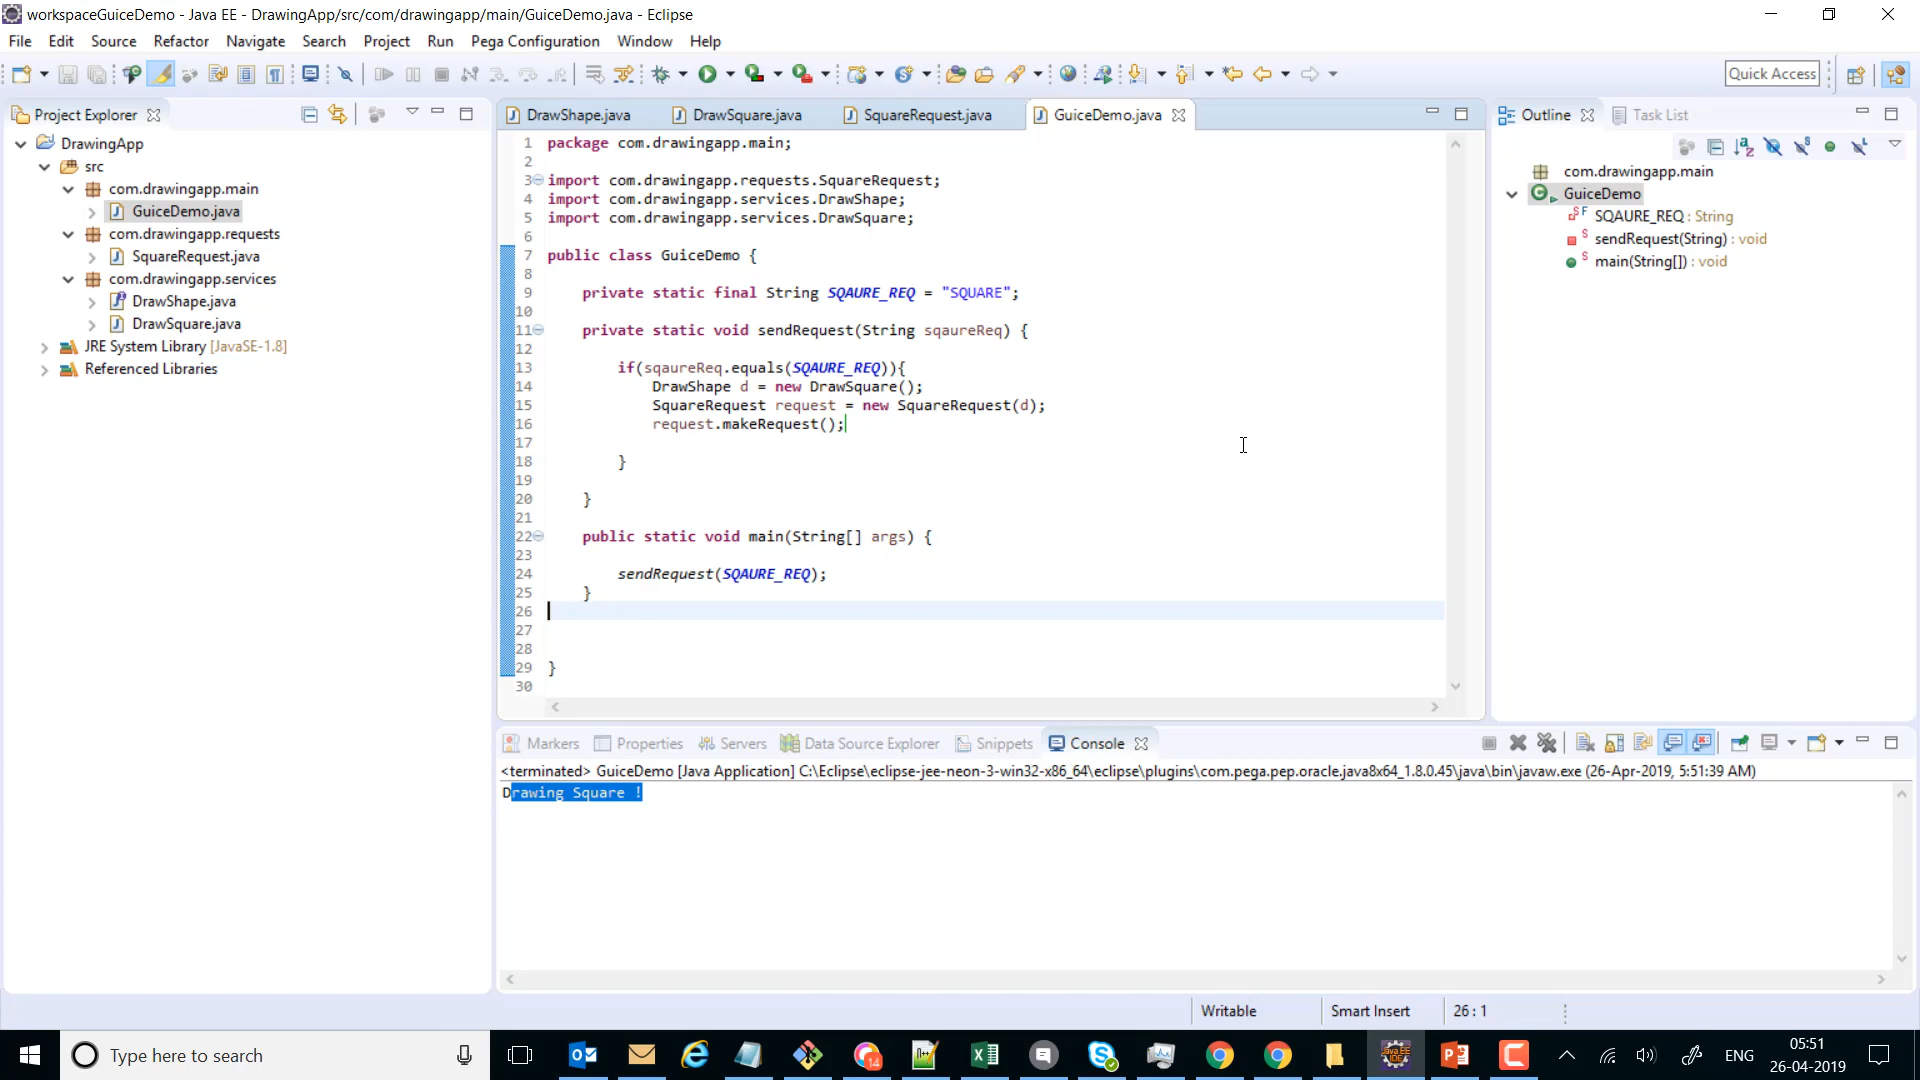 workspaceGuiceDemo - Java EE - DrawingApp/src/com/drawingapp/main/GuiceDemo.java - Eclipse
File Edit Source Refactor Navigate Search Project Run Pega Configuration Window Help
Quick Access
Project Explorer
DrawingApp
src
com.drawingapp.main
GuiceDemo.java
com.drawingapp.requests
SquareRequest.java
com.drawingapp.services
DrawShape.java
DrawSquare.java
JRE System Library [JavaSE-1.8]
Referenced Libraries
DrawShape.java DrawSquare.java SquareRequest.java GuiceDemo.java
1 package com.drawingapp.main;
2
3 import com.drawingapp.requests.SquareRequest;
4 import com.drawingapp.services.DrawShape;
5 import com.drawingapp.services.DrawSquare;
6
7 public class GuiceDemo {
8
9 private static final String SQAURE_REQ = "SQUARE";
10
11 private static void sendRequest(String sqaureReq) {
12
13 if(sqaureReq.equals(SQAURE_REQ)){
14 DrawShape d = new DrawSquare();
15 SquareRequest request = new SquareRequest(d);
16 request.makeRequest();
17
18 }
19
20 }
21
22 public static void main(String[] args) {
23
24 sendRequest(SQAURE_REQ);
25 }
26
27
28
29 }
30
Outline Task List
com.drawingapp.main
GuiceDemo
SQAURE_REQ : String
sendRequest(String) : void
main(String[]) : void
Markers Properties Servers Data Source Explorer Snippets Console
<terminated> GuiceDemo [Java Application] C:\Eclipse\eclipse-jee-neon-3-win32-x86_64\eclipse\plugins\com.pega.pep.oracle.java8x64_1.8.0.45\java\bin\javaw.exe (26-Apr-2019, 5:51:39 AM)
Drawing Square !
Writable Smart Insert 26 : 1
Type here to search
14
ENG
05:51
26-04-2019